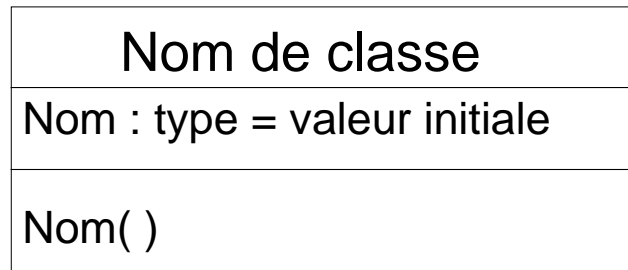 Nom de classe
Nom : type = valeur initiale
Nom( )